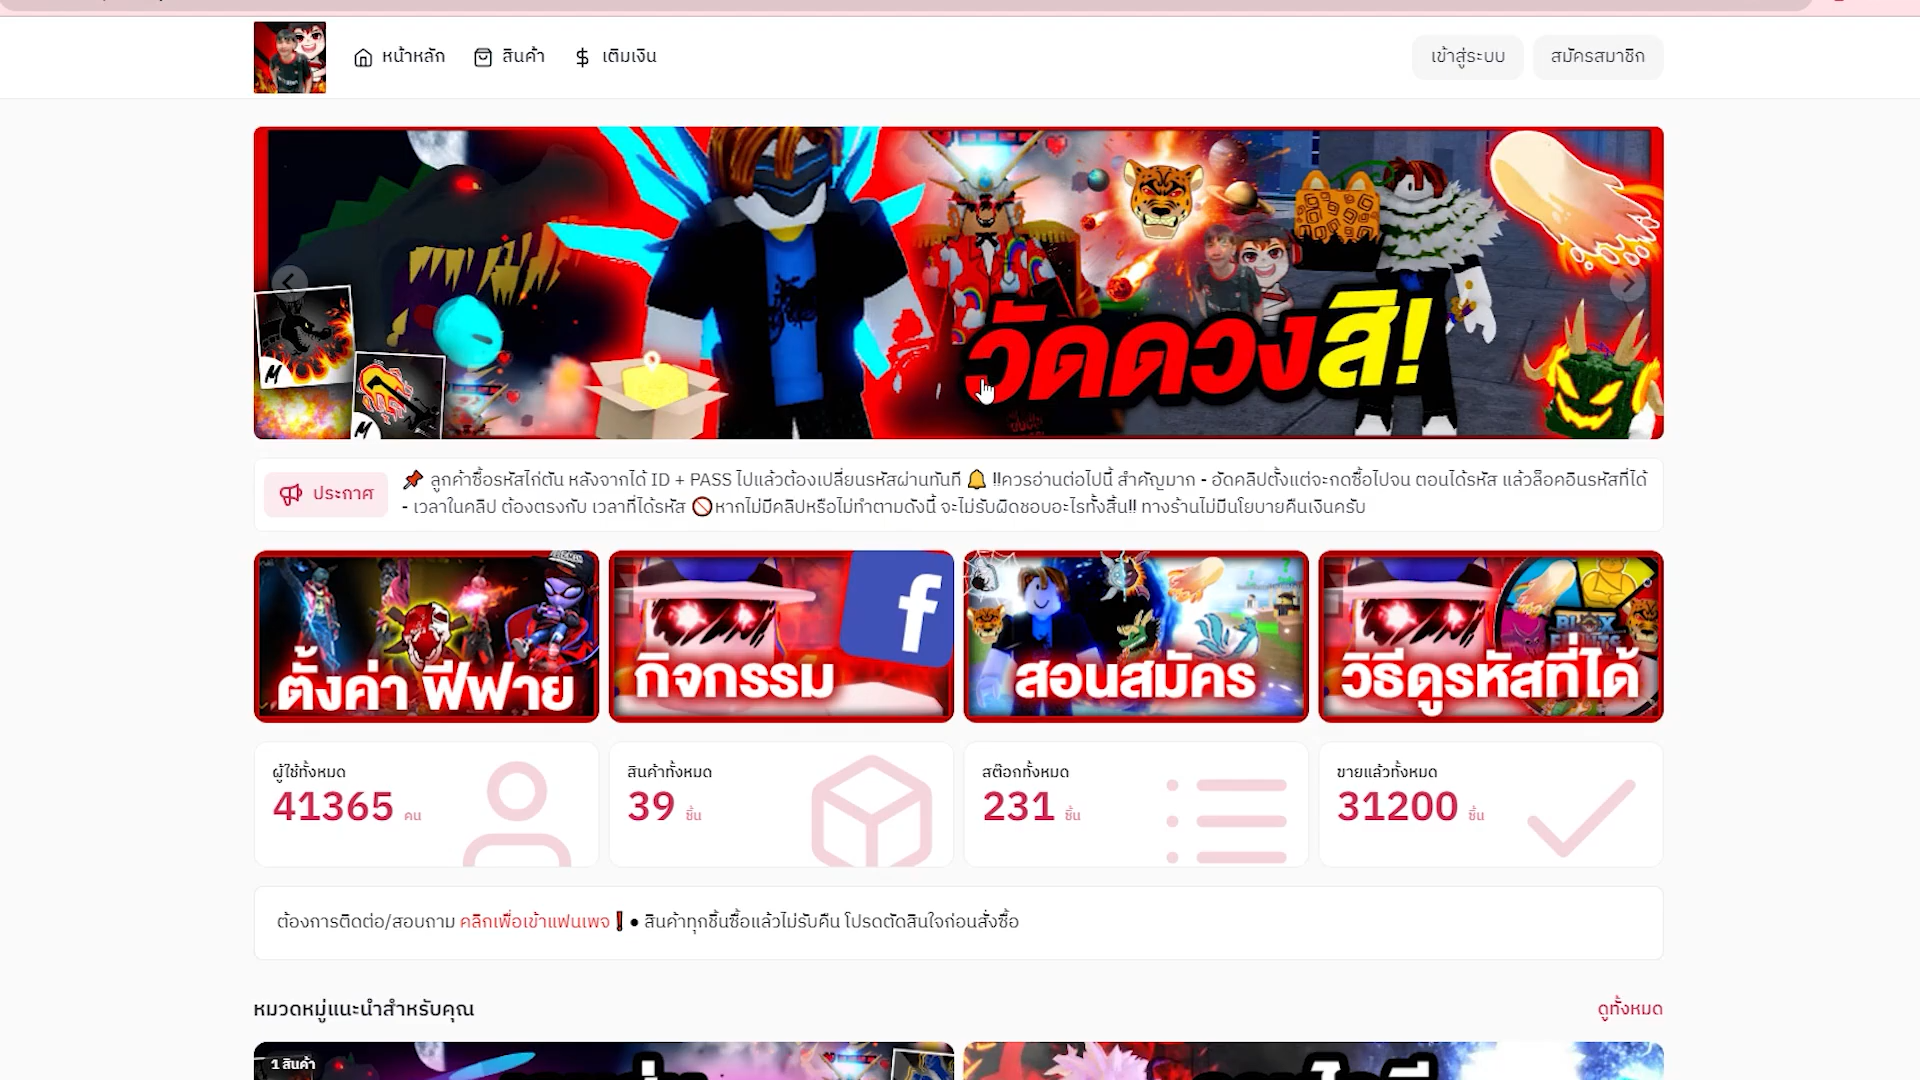 หน้าหลัก
สินค้า
เติมเงิน
เข้าสู่ระบบ
สมัครสมาชิก
วัดดวงสิ!
M
M
ประกาศ
📌 ลูกค้าซื้อรหัสไก่ตัน หลังจากได้ ID + PASS ไปแล้วต้องเปลี่ยนรหัสผ่านทันที 🔔 ‼ควรอ่านต่อไปนี้ สำคัญมาก - อัดคลิปตั้งแต่จะกดซื้อไปจน ตอนได้รหัส แล้วล็อคอินรหัสที่ได้
- เวลาในคลิป ต้องตรงกับ เวลาที่ได้รหัส 🚫หากไม่มีคลิปหรือไม่ทำตามดังนี้ จะไม่รับผิดชอบอะไรทั้งสิ้น‼ ทางร้านไม่มีนโยบายคืนเงินครับ
ตั้งค่า ฟีฟาย
f
กิจกรรม
สอนสมัคร
BLOX
FRUITS
วิธีดูรหัสที่ได้
ผู้ใช้ทั้งหมด
41365 คน
สินค้าทั้งหมด
39 ชิ้น
สต๊อกทั้งหมด
231 ชิ้น
ขายแล้วทั้งหมด
31200 ชิ้น
ต้องการติดต่อ/สอบถาม คลิกเพื่อเข้าแฟนเพจ❗● สินค้าทุกชิ้นซื้อแล้วไม่รับคืน โปรดตัดสินใจก่อนสั่งซื้อ
หมวดหมู่แนะนำสำหรับคุณ
ดูทั้งหมด
1 สินค้า